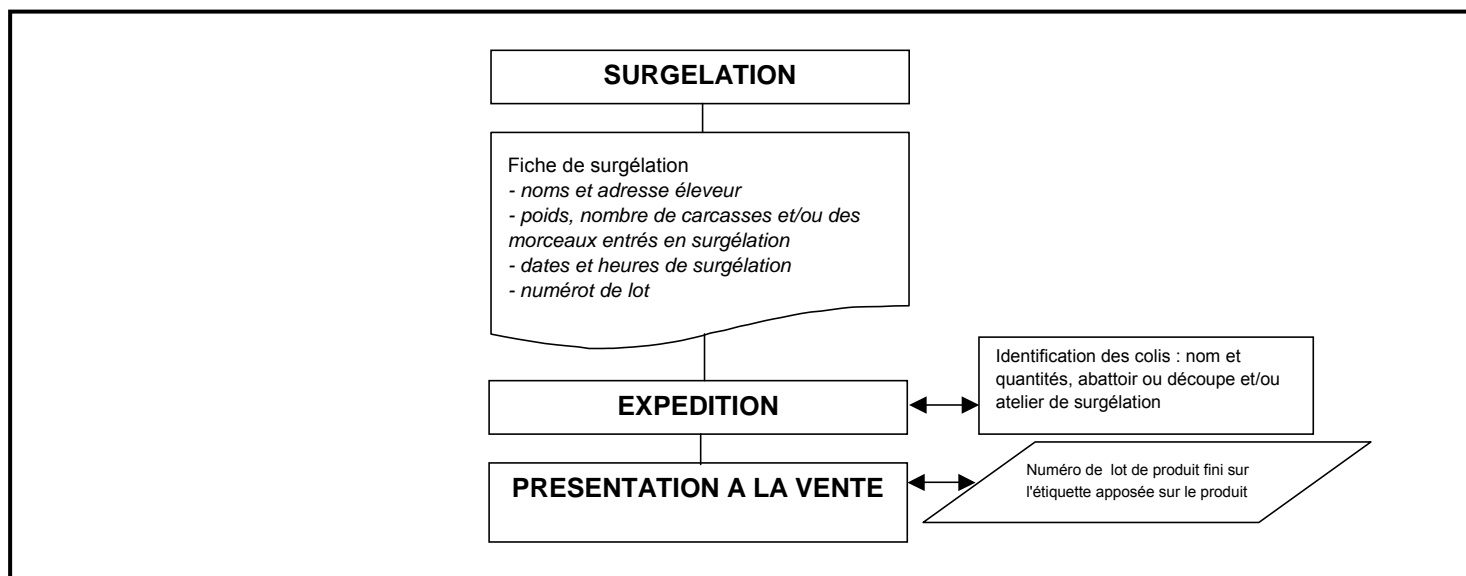 SURGELATION
Fiche de surgélation
- noms et adresse éleveur
- poids, nombre de carcasses et/ou des
morceaux entrés en surgélation
- dates et heures de surgélation
- numérot de lot
EXPEDITION
Identification des colis : nom et
quantités, abattoir ou découpe et/ou
atelier de surgélation
PRESENTATION A LA VENTE
Numéro de lot de produit fini sur
l'étiquette apposée sur le produit